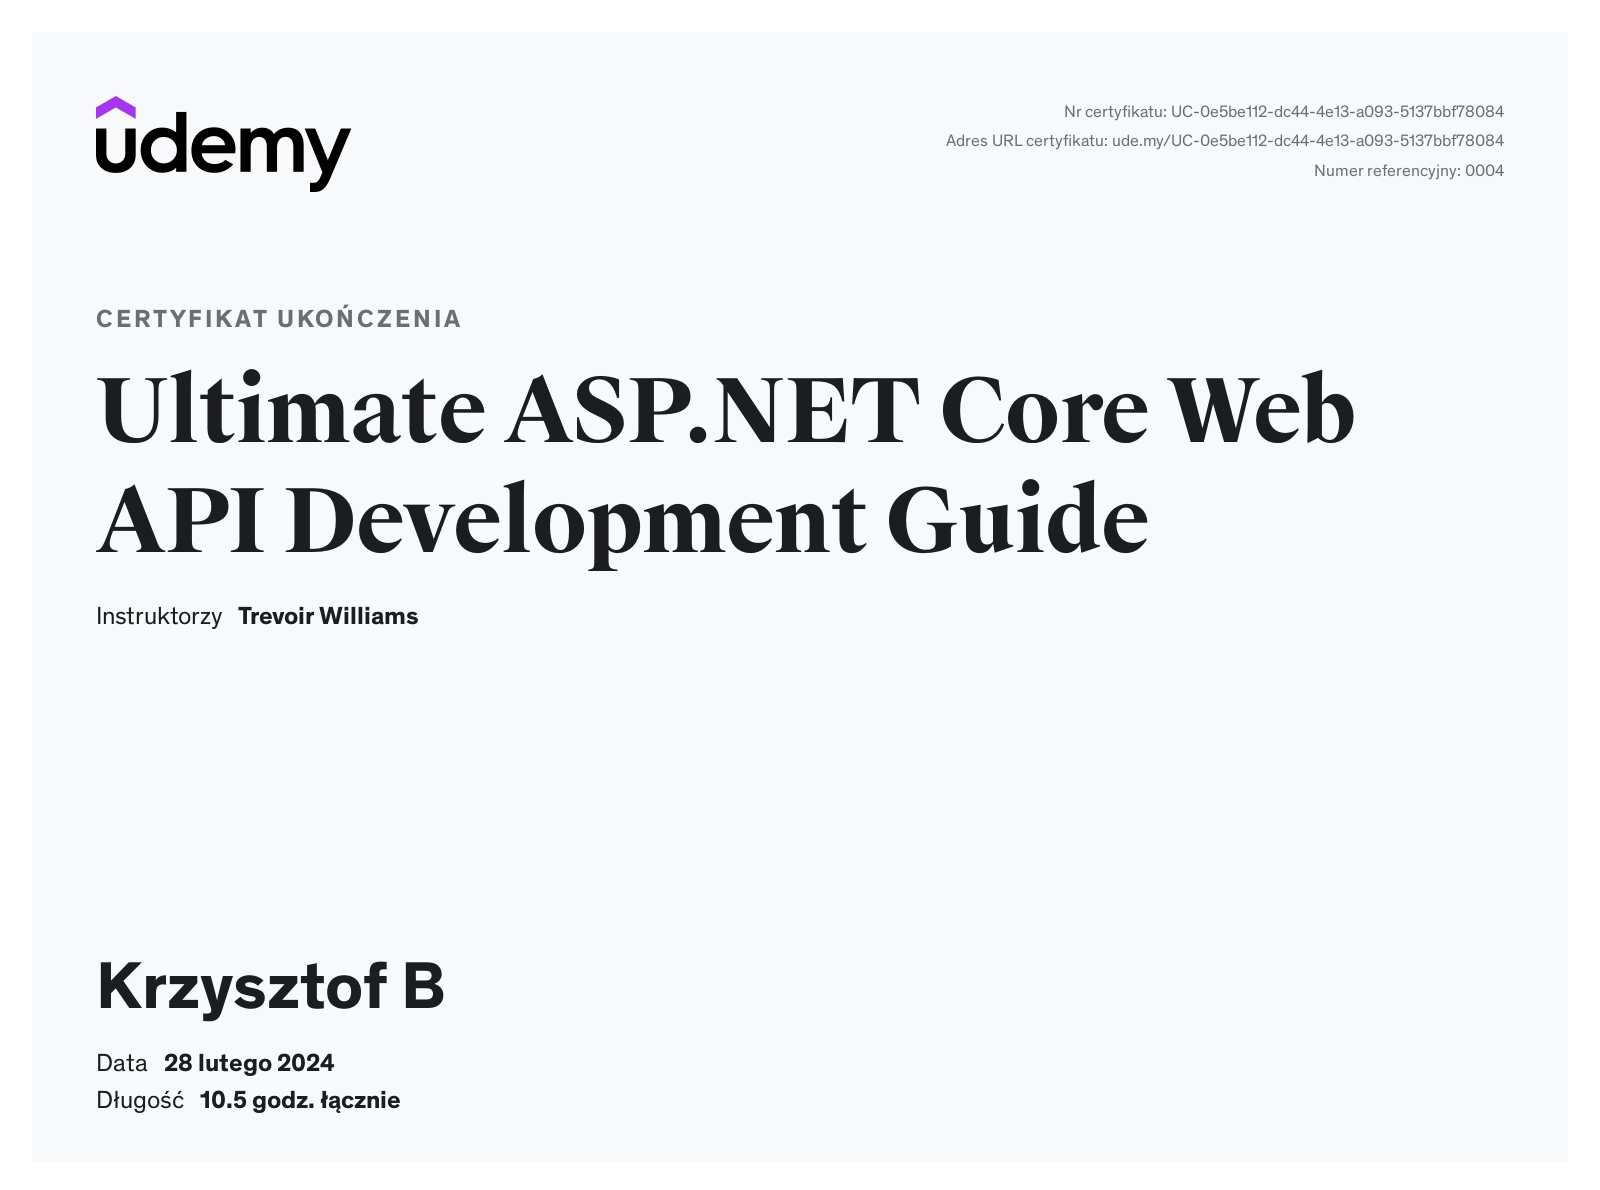 udemy
Nr certyfikatu: UC-0e5be112-dc44-4e13-a093-5137bbf78084
Adres URL certyfikatu: ude.my/UC-0e5be112-dc44-4e13-a093-5137bbf78084
Numer referencyjny: 0004
CERTYFIKAT UKOŃCZENIA
Ultimate ASP.NET Core Web
API Development Guide
Instruktorzy Trevoir Williams
Krzysztof B
Data 28 lutego 2024
Długość 10.5 godz. łącznie